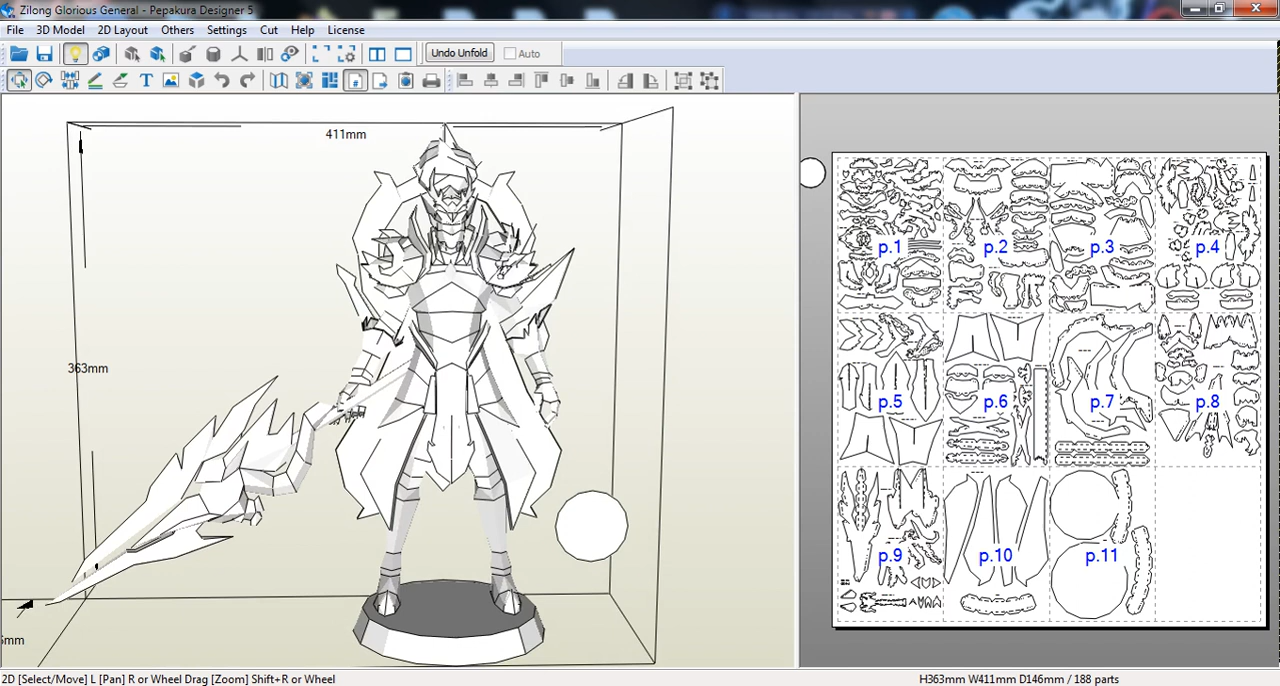 Zilong Glorious General - Pepakura Designer 5
File 3D Model 2D Layout Others Settings Cut Help License
Undo Unfold Auto
T #
411mm
363mm
p.1 p.2 p.3 p.4
p.5 p.6 p.7 p.8
p.9 p.10 p.11
2D [Select/Move] L [Pan] R or Wheel Drag [Zoom] Shift+R or Wheel H363mm W411mm D146mm / 188 parts